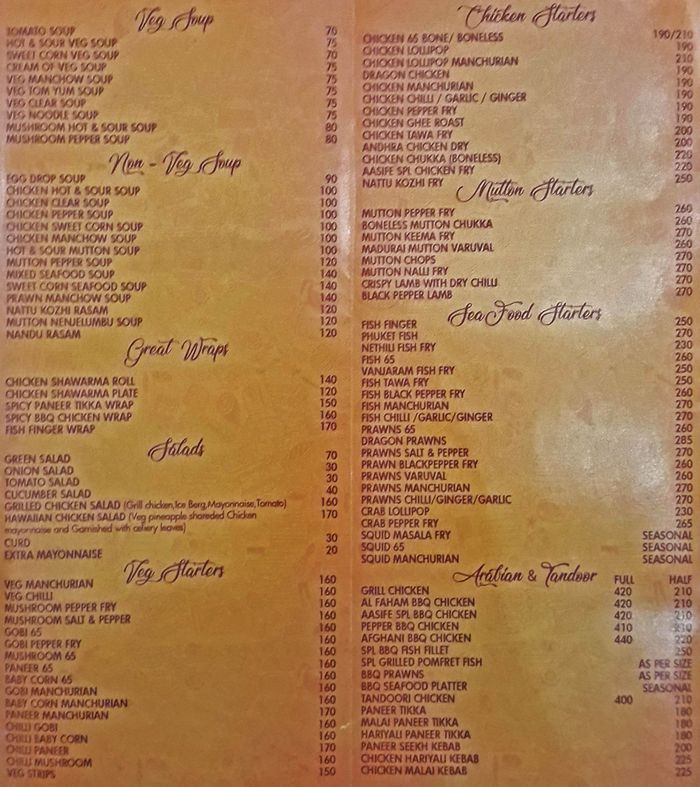 Veg Soup
TOMATO SOUP 70
HOT & SOUR VEG SOUP 75
SWEET CORN VEG SOUP 70
CREAM OF VEG SOUP 75
VEG MANCHOW SOUP 75
VEG TOM YUM SOUP 75
VEG CLEAR SOUP 75
VEG NOODLE SOUP 75
MUSHROOM HOT & SOUR SOUP 80
MUSHROOM PEPPER SOUP 80
Non - Veg Soup
EGG DROP SOUP 90
CHICKEN HOT & SOUR SOUP 100
CHICKEN CLEAR SOUP 100
CHICKEN PEPPER SOUP 100
CHICKEN SWEET CORN SOUP 100
CHICKEN MANCHOW SOUP 100
HOT & SOUR MUTTON SOUP 100
MUTTON PEPPER SOUP 120
MIXED SEAFOOD SOUP 140
SWEET CORN SEAFOOD SOUP 140
PRAWN MANCHOW SOUP 140
NATTU KOZHI RASAM 120
MUTTON NENJELUMBU SOUP 120
NANDU RASAM 120
Great Wraps
CHICKEN SHAWARMA ROLL 140
CHICKEN SHAWARMA PLATE 120
SPICY PANEER TIKKA WRAP 150
SPICY BBQ CHICKEN WRAP 160
FISH FINGER WRAP 170
Salads
GREEN SALAD 70
ONION SALAD 30
TOMATO SALAD 30
CUCUMBER SALAD 40
GRILLED CHICKEN SALAD (Grill chicken,Ice Berg,Mayonnaise,Tomato) 160
HAWAIIAN CHICKEN SALAD (Veg pineapple shareded Chicken 170
mayonnaise and Garnished with celery leaves)
CURD 30
EXTRA MAYONNAISE 20
Veg Starters
VEG MANCHURIAN 160
VEG CHILLI 160
MUSHROOM PEPPER FRY 160
MUSHROOM SALT & PEPPER 160
GOBI 65 160
GOBI PEPPER FRY 160
MUSHROOM 65 160
PANEER 65 160
BABY CORN 65 160
GOBI MANCHURIAN 160
BABY CORN MANCHURIAN 160
PANEER MANCHURIAN 170
CHILLI GOBI 160
CHILLI BABY CORN 160
CHILLI PANEER 170
CHILLI MUSHROOM 160
VEG STRIPS 150
Chicken Starters
CHICKEN 65 BONE/ BONELESS 190/210
CHICKEN LOLLIPOP 190
CHICKEN LOLLIPOP MANCHURIAN 210
DRAGON CHICKEN 190
CHICKEN MANCHURIAN 190
CHICKEN CHILLI / GARLIC / GINGER 190
CHICKEN PEPPER FRY 190
CHICKEN GHEE ROAST 190
CHICKEN TAWA FRY 200
ANDHRA CHICKEN DRY 200
CHICKEN CHUKKA (BONELESS) 220
AASIFE SPL CHICKEN FRY 220
NATTU KOZHI FRY 250
Mutton Starters
MUTTON PEPPER FRY 260
BONELESS MUTTON CHUKKA 260
MUTTON KEEMA FRY 270
MADURAI MUTTON VARUVAL 260
MUTTON CHOPS 270
MUTTON NALLI FRY 270
CRISPY LAMB WITH DRY CHILLI 270
BLACK PEPPER LAMB 270
Sea Food Starters
FISH FINGER 250
PHUKET FISH 270
NETHILI FISH FRY 230
FISH 65 260
VANJARAM FISH FRY 250
FISH TAWA FRY 250
FISH BLACK PEPPER FRY 260
FISH MANCHURIAN 270
FISH CHILLI /GARLIC/GINGER 270
PRAWNS 65 260
DRAGON PRAWNS 285
PRAWNS SALT & PEPPER 270
PRAWN BLACKPEPPER FRY 260
PRAWNS VARUVAL 260
PRAWNS MANCHURIAN 270
PRAWNS CHILLI/GINGER/GARLIC 270
CRAB LOLLIPOP 230
CRAB PEPPER FRY 265
SQUID MASALA FRY SEASONAL
SQUID 65 SEASONAL
SQUID MANCHURIAN SEASONAL
Arabian & Tandoor FULL HALF
GRILL CHICKEN 420 210
AL FAHAM BBQ CHICKEN 420 210
AASIFE SPL BBQ CHICKEN 420 210
PEPPER BBQ CHICKEN 410 210
AFGHANI BBQ CHICKEN 440 220
SPL BBQ FISH FILLET 250
SPL GRILLED POMFRET FISH AS PER SIZE
BBQ PRAWNS AS PER SIZE
BBQ SEAFOOD PLATTER SEASONAL
TANDOORI CHICKEN 400 210
PANEER TIKKA 180
MALAI PANEER TIKKA 180
HARIYALI PANEER TIKKA 180
PANEER SEEKH KEBAB 200
CHICKEN HARIYALI KEBAB 225
CHICKEN MALAI KEBAB 225